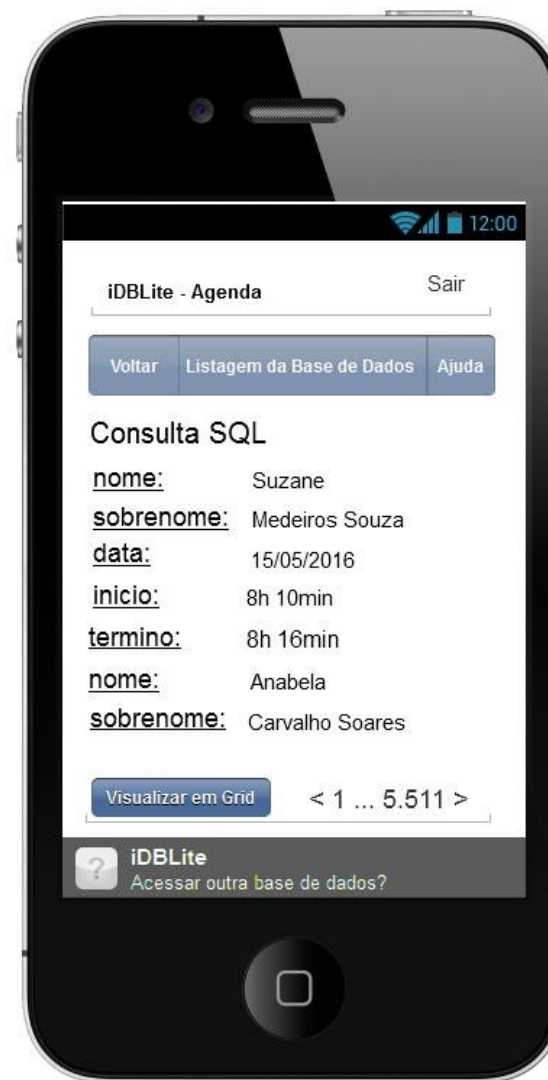 12:00
iDBLite - Agenda Sair
Voltar Listagem da Base de Dados Ajuda
Consulta SQL
nome: Suzane
sobrenome: Medeiros Souza
data: 15/05/2016
inicio: 8h 10min
termino: 8h 16min
nome: Anabela
sobrenome: Carvalho Soares
Visualizar em Grid < 1 ... 5.511 >
? iDBLite
Acessar outra base de dados?